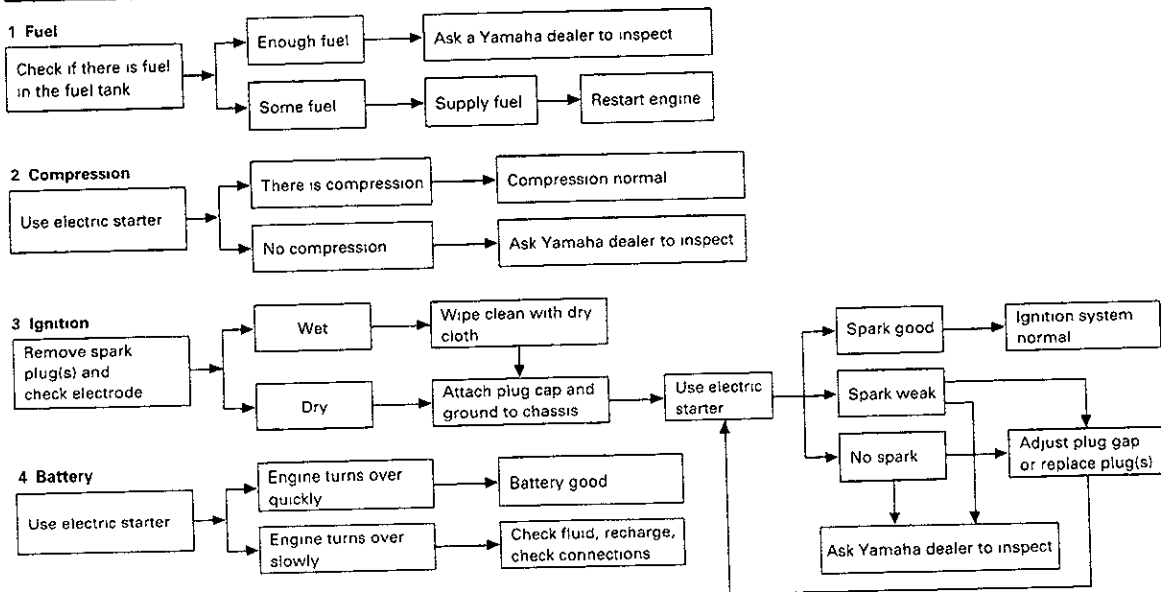 1 Fuel
Check if there is fuel
in the fuel tank
Enough fuel
Ask a Yamaha dealer to inspect
Some fuel
Supply fuel
Restart engine
2 Compression
Use electric starter
There is compression
Compression normal
No compression
Ask Yamaha dealer to inspect
3 Ignition
Remove spark
plug(s) and
check electrode
Wet
Wipe clean with dry
cloth
Dry
Attach plug cap and
ground to chassis
Use electric
starter
Spark good
Ignition system
normal
Spark weak
No spark
Adjust plug gap
or replace plug(s)
Ask Yamaha dealer to inspect
4 Battery
Use electric starter
Engine turns over
quickly
Battery good
Engine turns over
slowly
Check fluid, recharge,
check connections